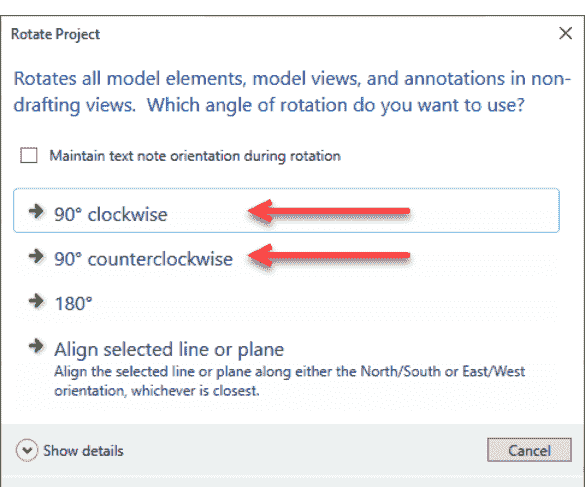 Rotate Project
Rotates all model elements, model views, and annotations in non-
drafting views. Which angle of rotation do you want to use?
Maintain text note orientation during rotation
90° clockwise
90° counterclockwise
180°
Align selected line or plane
Align the selected line or plane along either the North/South or East/West
orientation, whichever is closest.
Show details
Cancel